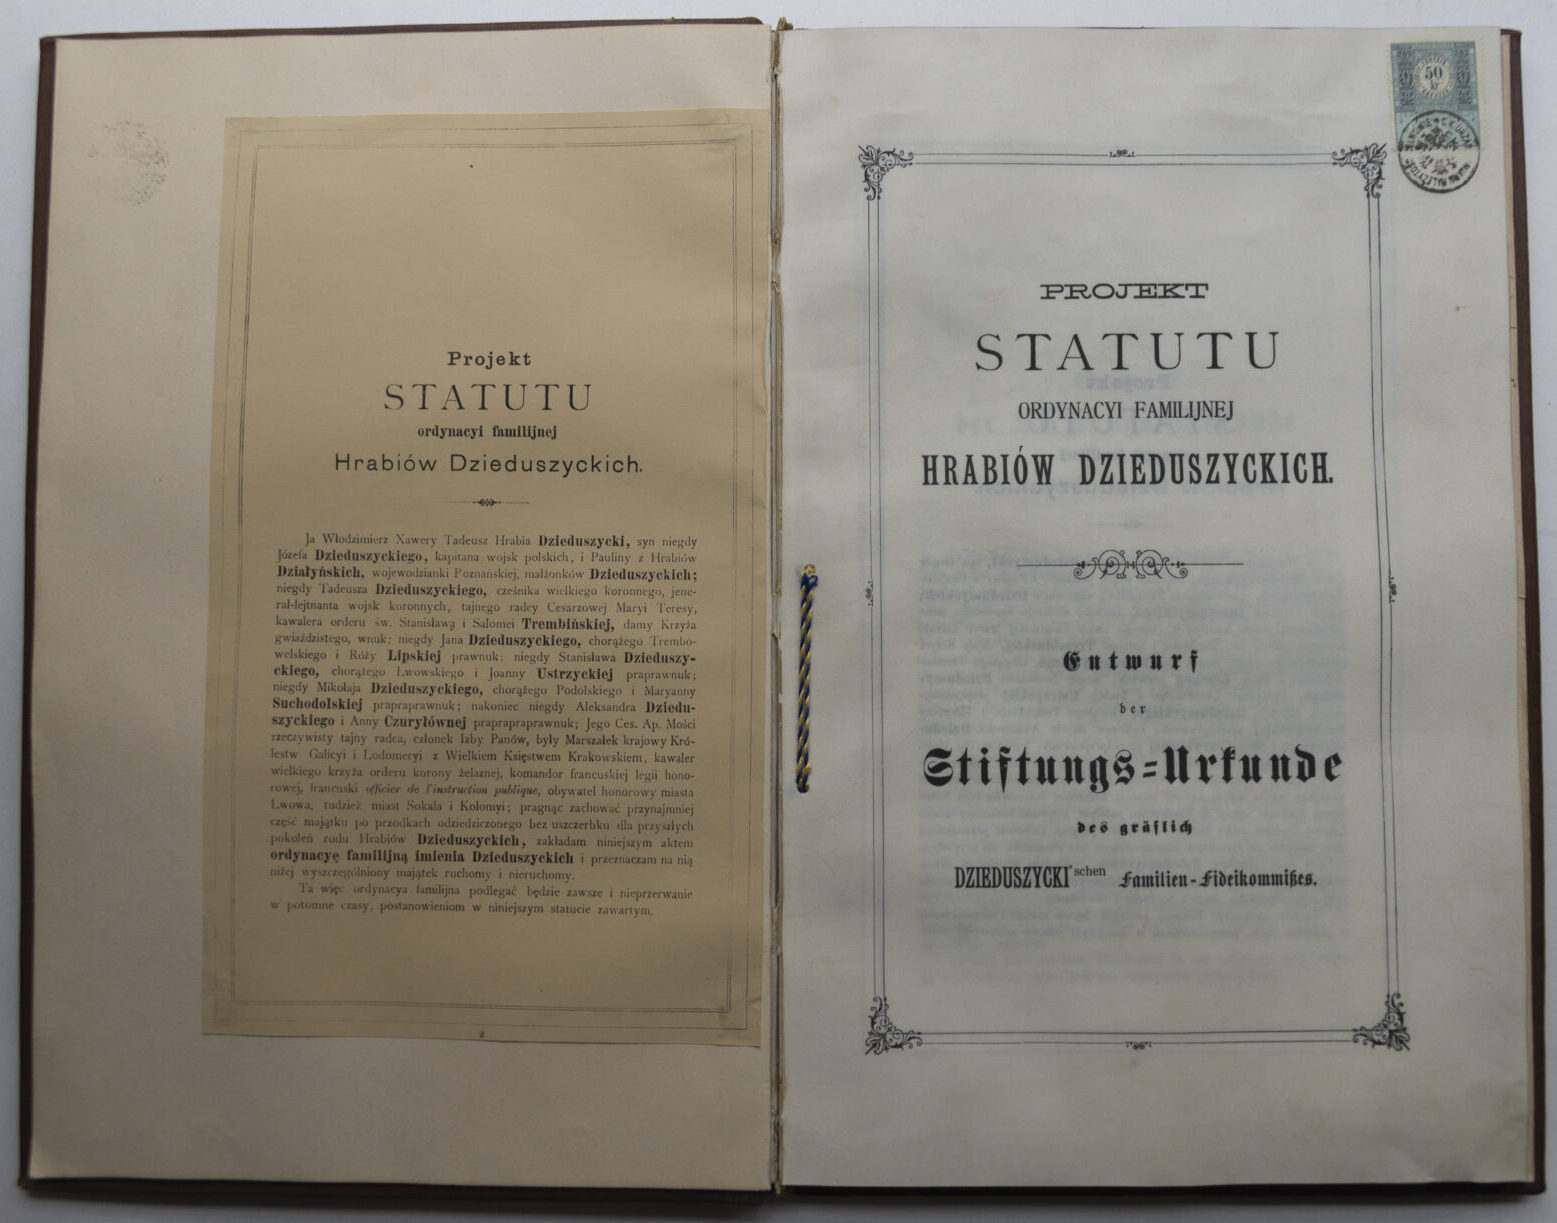 Projekt
STATUTU
ordynacyi familijnej
Hrabiów Dzieduszyckich.
Ja Włodzimierz Xawery Tadeusz Hrabia Dzieduszycki, syn niegdy
Józefa Dzieduszyckiego, kapitana wojsk polskich, i Pauliny z Hrabiów
Działyńskich, wojewodzianki Poznańskiej, małżonków Dzieduszyckich;
niegdy Tadeusza Dzieduszyckiego, cześnika wielkiego koronnego, jene-
rał-lejtnanta wojsk koronnych, tajnego radcy Cesarzowej Maryi Teresy,
kawalera orderu św. Stanisława i Salomei Trembińskiej, damy Krzyża
gwiaździstego, wnuk; niegdy Jana Dzieduszyckiego, chorążego Trembo-
welskiego i Róży Lipskiej prawnuk; niegdy Stanisława Dzieduszy-
ckiego, chorążego Lwowskiego i Joanny Ustrzyckiej praprawnuk;
niegdy Mikołaja Dzieduszyckiego, chorążego Podolskiego i Maryanny
Suchodolskiej prapraprawnuk; nakoniec niegdy Aleksandra Dziedu-
szyckiego i Anny Czuryłównej praprapraprawnuk; Jego Ces. Ap. Mości
rzeczywisty tajny radca, członek Izby Panów, były Marszałek krajowy Kró-
lestw Galicyi i Lodomeryi z Wielkiem Księstwem Krakowskiem, kawaler
wielkiego krzyża orderu korony żelaznej, komandor francuskiej legii hono-
rowej, francuski officier de l'instruction publique, obywatel honorowy miasta
Lwowa, tudzież miast Sokala i Kołomyi; pragnąc zachować przynajmniej
część majątku po przodkach odziedziczonego bez uszczerbku dla przyszłych
pokoleń rodu Hrabiów Dzieduszyckich, zakładam niniejszym aktem
ordynacyę familijną imienia Dzieduszyckich i przeznaczam na nią
niżej wyszczególniony majątek ruchomy i nieruchomy.
Ta więc ordynacya familijna podlegać będzie zawsze i nieprzerwanie
w potomne czasy, postanowieniom w niniejszym statucie zawartym.
2
50
kr
PROJEKT
STATUTU
ORDYNACYI FAMILIJNEJ
HRABIÓW DZIEDUSZYCKICH.
Entwurf
der
Stiftungs-Urkunde
des gräflich
DZIEDUSZYCKI'schen Familien-Fideikommißes.